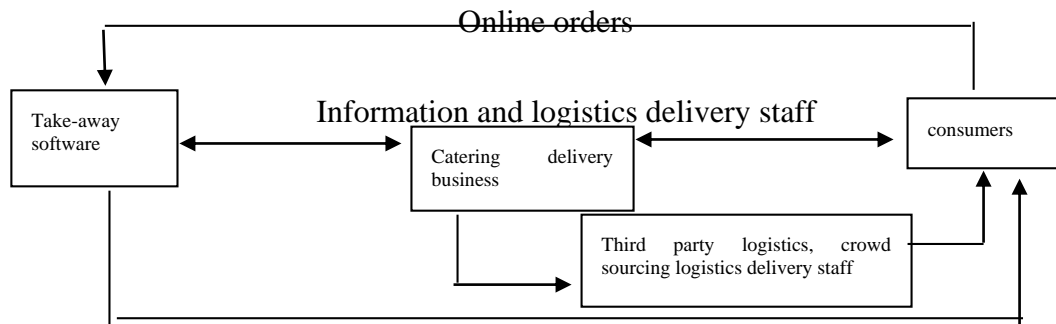 Online orders
Information and logistics delivery staff
Take-away
software
consumers
Catering delivery
business
Third party logistics, crowd
sourcing logistics delivery staff